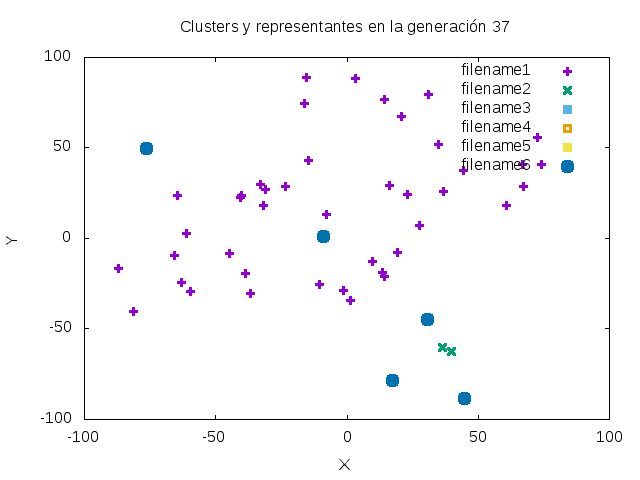 Clusters y representantes en la generación 37
filename1
filename2
filename3
filename4
filename5
filename6
100
50
0
-50
-100
Y
-100 -50 0 50 100
X